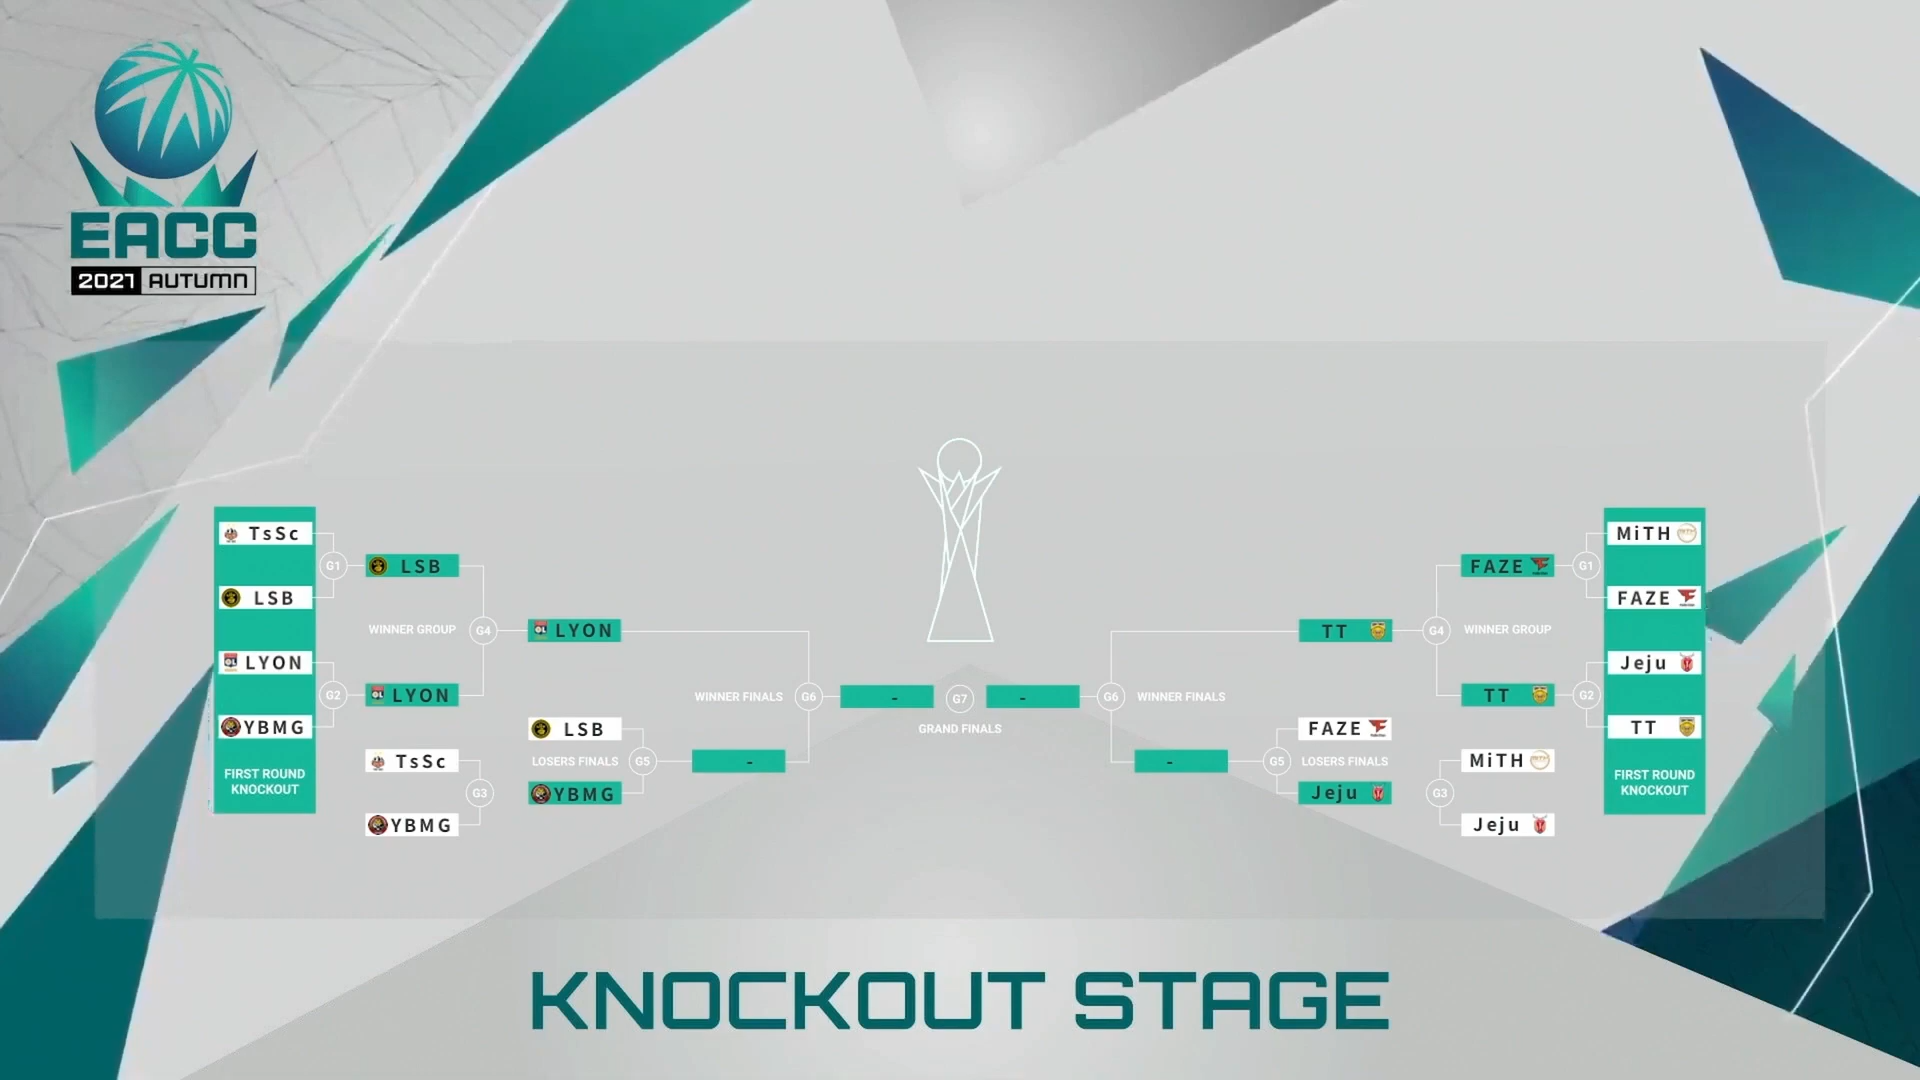 EACC
2021 AUTUMN
TsSc
LSB
LYON
YBMG
FIRST ROUND
KNOCKOUT
G1
G2
LSB
WINNER GROUP
G4
LYON
TsSc
G3
YBMG
LYON
LSB
LOSERS FINALS
G5
YBMG
WINNER FINALS
G6
-
-
G7
-
GRAND FINALS
G6
WINNER FINALS
-
TT
FAZE
G5
LOSERS FINALS
Jeju
FAZE
G4
WINNER GROUP
TT
MiTH
G3
Jeju
G1
G2
MiTH
FAZE
Jeju
TT
FIRST ROUND
KNOCKOUT
KNOCKOUT STAGE